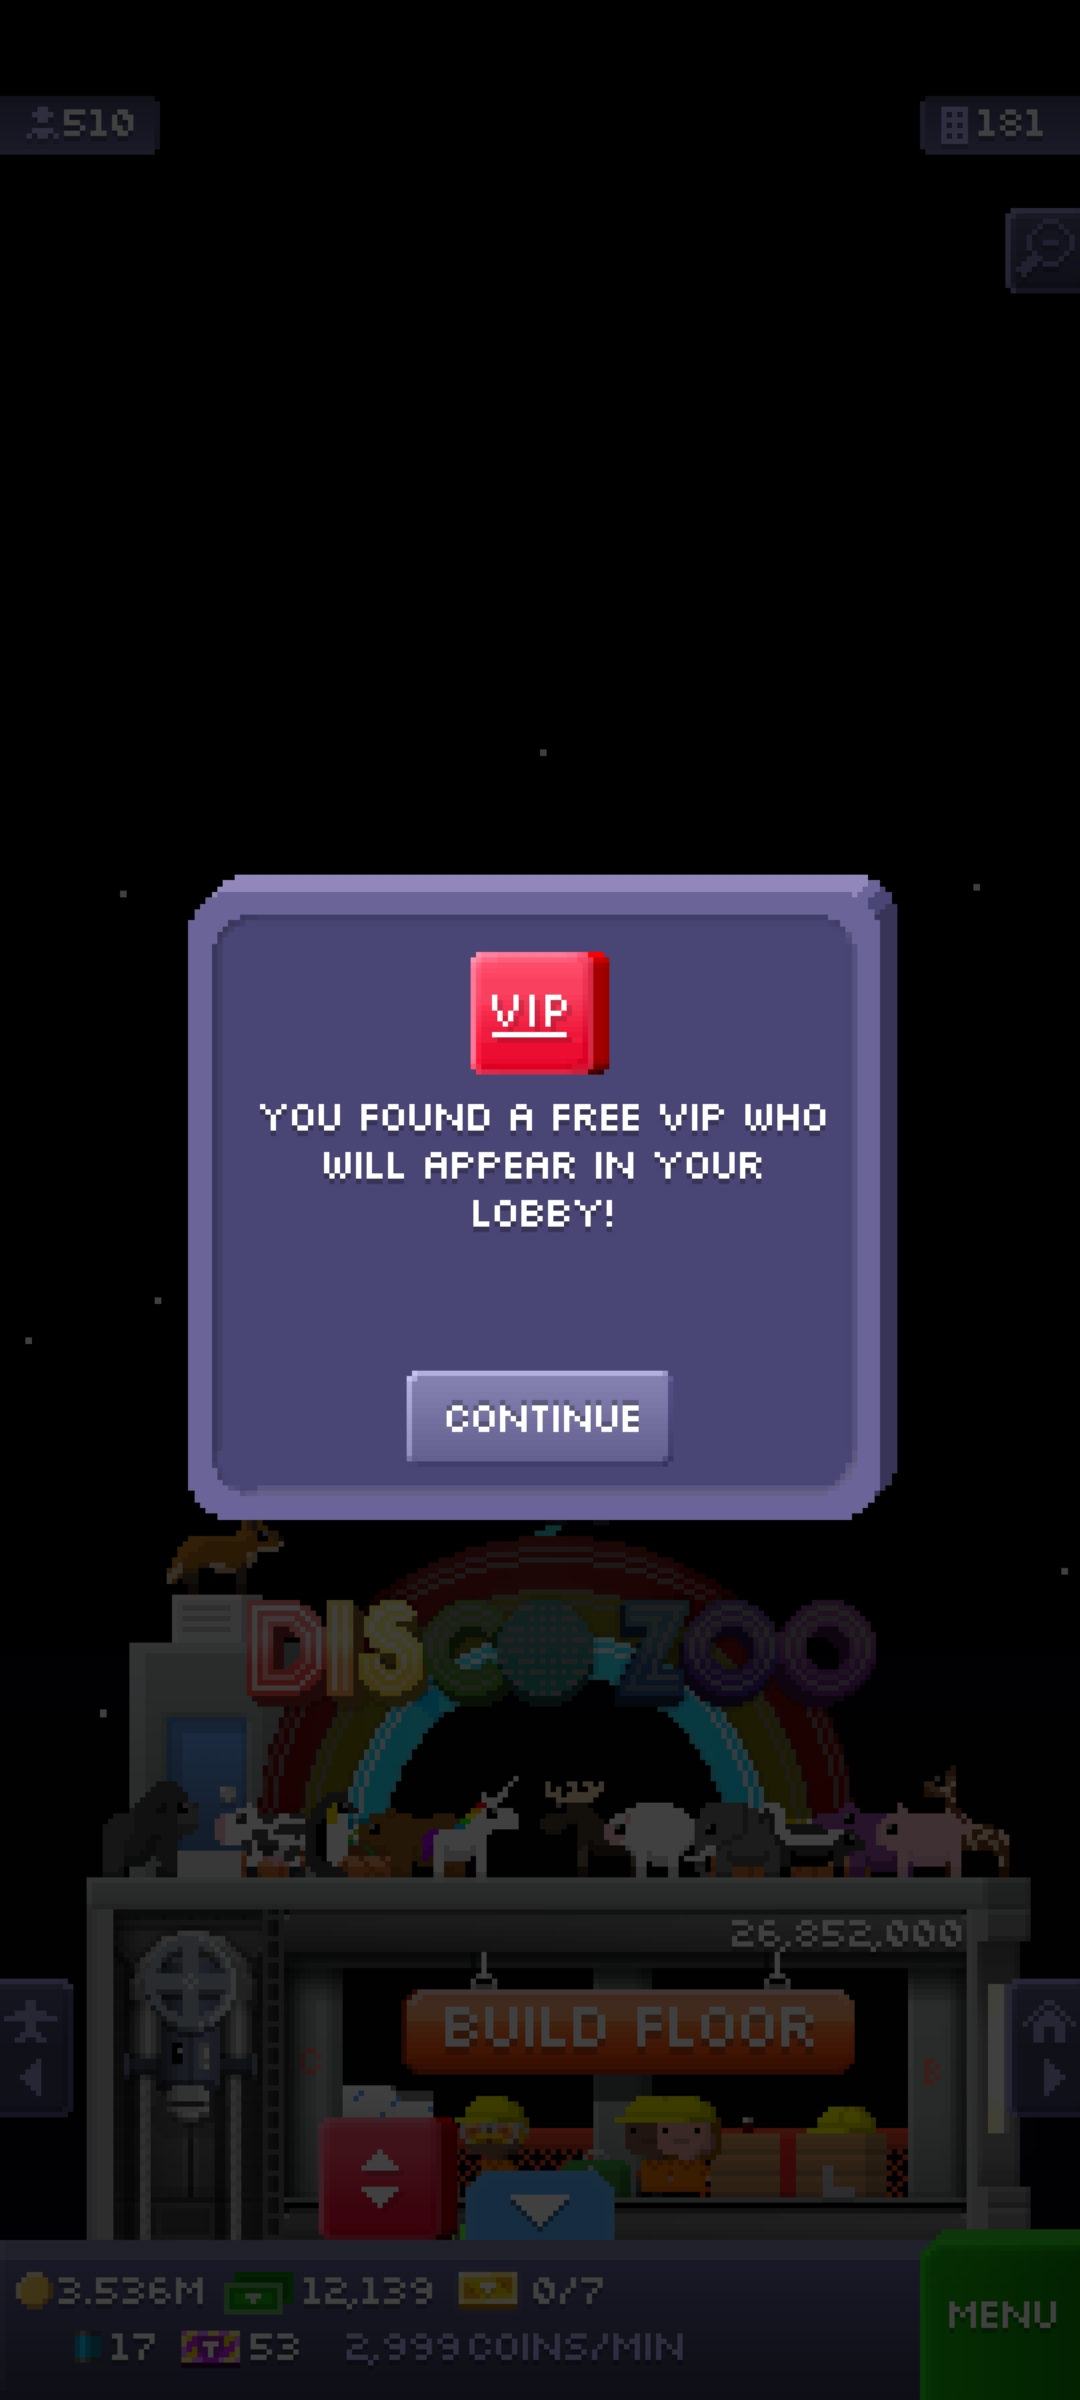 510
181
VIP
YOU FOUND A FREE VIP WHO
WILL APPEAR IN YOUR
LOBBY!
CONTINUE
DISCO ZOO
26,852,000
BUILD FLOOR
C
B
L
3.536M 12,139 0/7
MENU
17 T 53 2,999 COINS/MIN